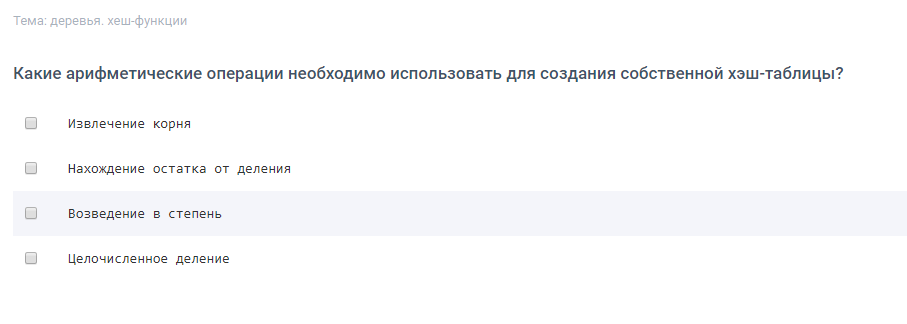 Тема: деревья. хеш-функции
Какие арифметические операции необходимо использовать для создания собственной хэш-таблицы?
Извлечение корня
Нахождение остатка от деления
Возведение в степень
Целочисленное деление